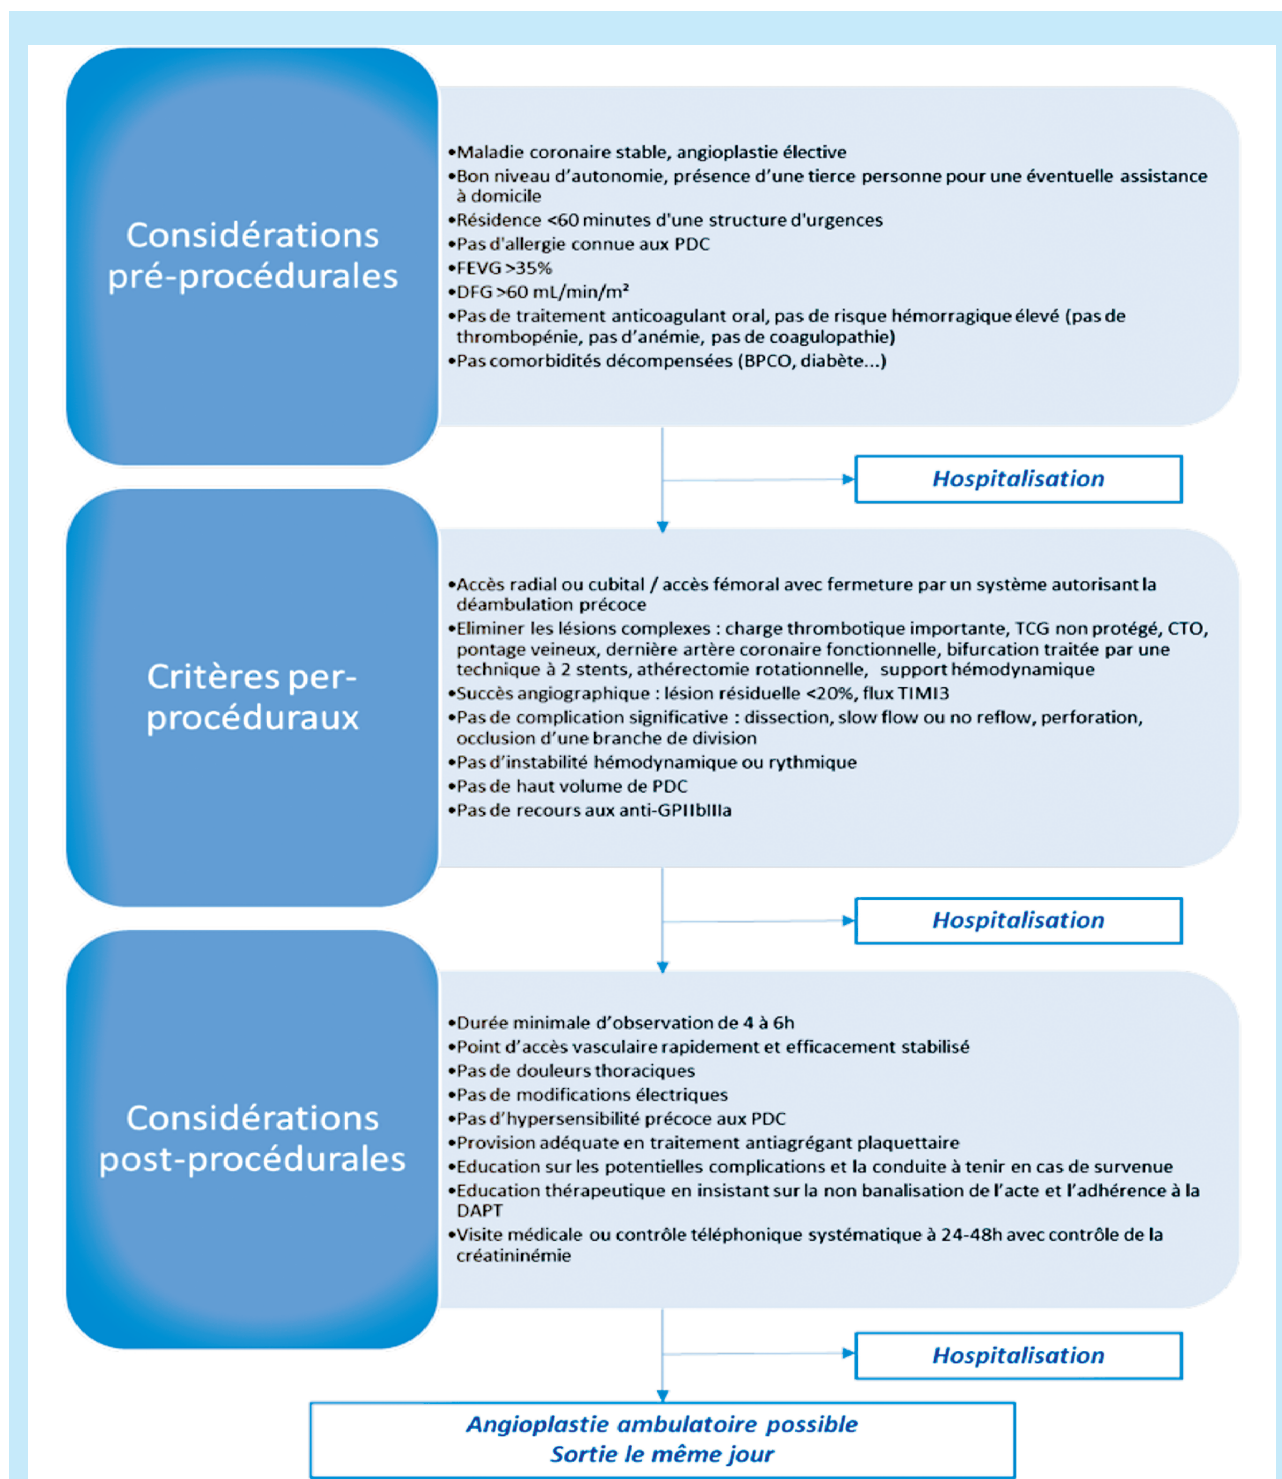 Considérations
pré-procédurales
•Maladie coronaire stable, angioplastie élective
•Bon niveau d'autonomie, présence d'une tierce personne pour une éventuelle assistance
à domicile
•Résidence <60 minutes d'une structure d'urgences
•Pas d'allergie connue aux PDC
•FEVG >35%
•DFG >60 mL/min/m²
•Pas de traitement anticoagulant oral, pas de risque hémorragique élevé (pas de
thrombopénie, pas d'anémie, pas de coagulopathie)
•Pas comorbidités décompensées (BPCO, diabète...)
Hospitalisation
Critères per-
procéduraux
•Accès radial ou cubital / accès fémoral avec fermeture par un système autorisant la
déambulation précoce
•Eliminer les lésions complexes : charge thrombotique importante, TCG non protégé, CTO,
pontage veineux, dernière artère coronaire fonctionnelle, bifurcation traitée par une
technique à 2 stents, athérectomie rotationnelle, support hémodynamique
•Succès angiographique : lésion résiduelle <20%, flux TIMI3
•Pas de complication significative : dissection, slow flow ou no reflow, perforation,
occlusion d'une branche de division
•Pas d'instabilité hémodynamique ou rythmique
•Pas de haut volume de PDC
•Pas de recours aux anti-GPIIbIIIa
Hospitalisation
Considérations
post-procédurales
•Durée minimale d'observation de 4 à 6h
•Point d'accès vasculaire rapidement et efficacement stabilisé
•Pas de douleurs thoraciques
•Pas de modifications électriques
•Pas d'hypersensibilité précoce aux PDC
•Provision adéquate en traitement antiagrégant plaquettaire
•Education sur les potentielles complications et la conduite à tenir en cas de survenue
•Education thérapeutique en insistant sur la non banalisation de l'acte et l'adhérence à la
DAPT
•Visite médicale ou contrôle téléphonique systématique à 24-48h avec contrôle de la
créatininémie
Hospitalisation
Angioplastie ambulatoire possible
Sortie le même jour